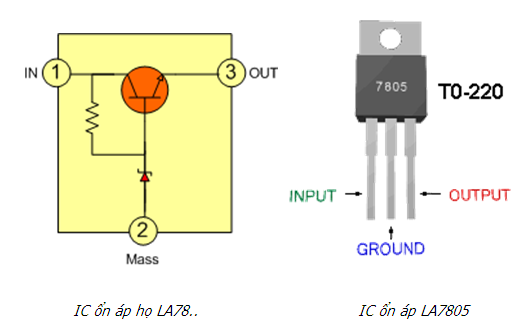 IN 1 3 OUT
2
Mass
7805
TO-220
INPUT OUTPUT
GROUND
IC ổn áp họ LA78..
IC ổn áp LA7805